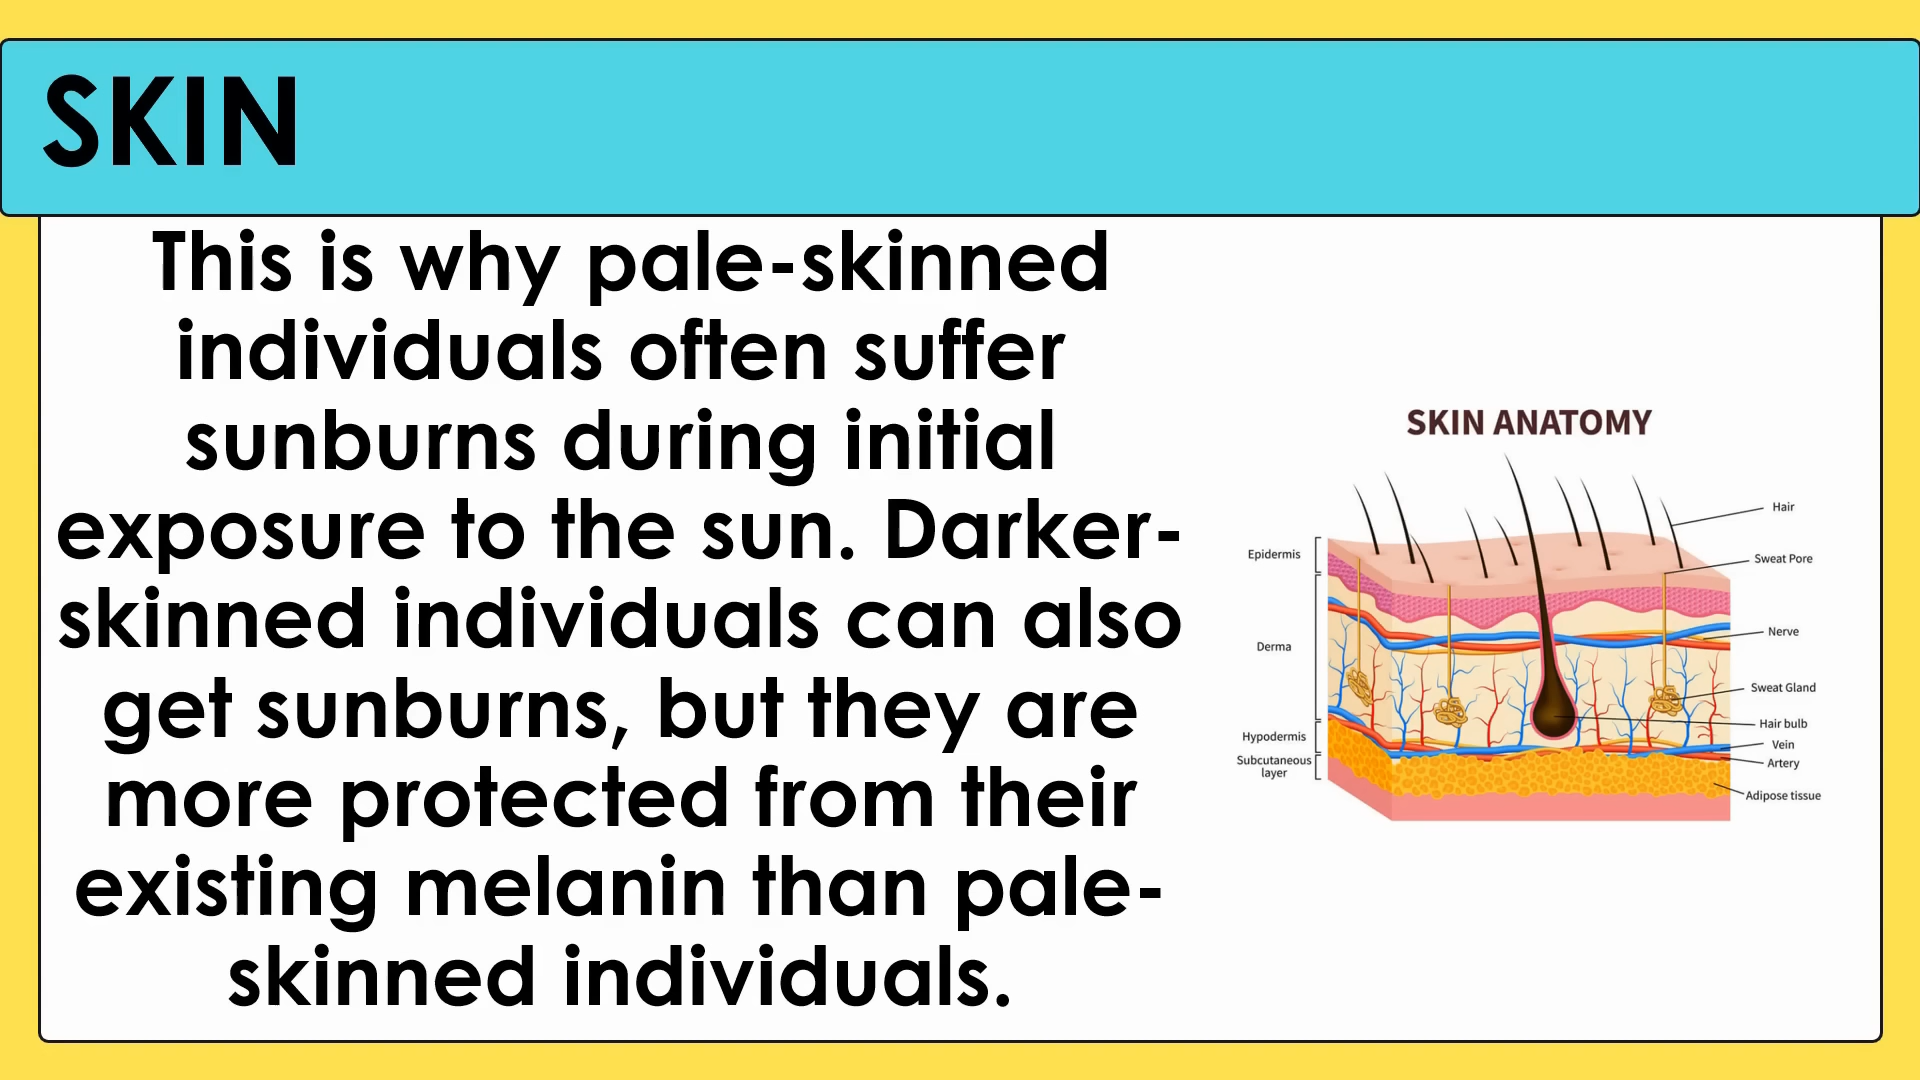 SKIN
This is why pale-skinned
individuals often suffer
sunburns during initial
exposure to the sun. Darker-
skinned individuals can also
get sunburns, but they are
more protected from their
existing melanin than pale-
skinned individuals.
SKIN ANATOMY
Epidermis
Derma
Hypodermis
Subcutaneous
layer
Hair
Sweat Pore
Nerve
Sweat Gland
Hair bulb
Vein
Artery
Adipose tissue